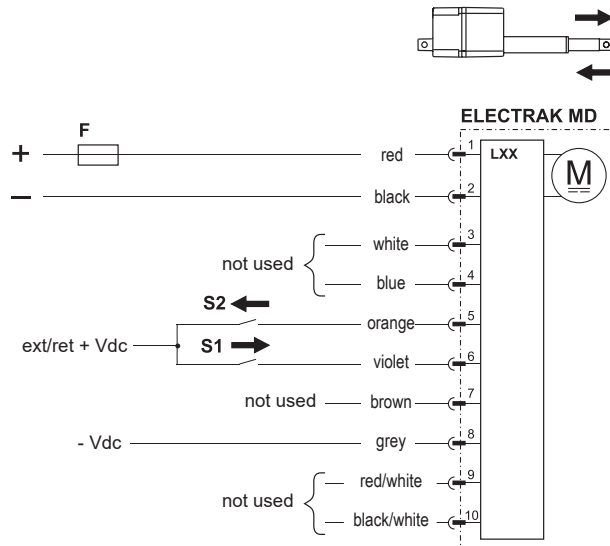 ELECTRAK MD
F
+ red 1 LXX M
− black 2
white 3
not used
blue 4
S2
orange 5
ext/ret + Vdc
S1
violet 6
not used brown 7
- Vdc grey 8
red/white 9
not used
black/white 10